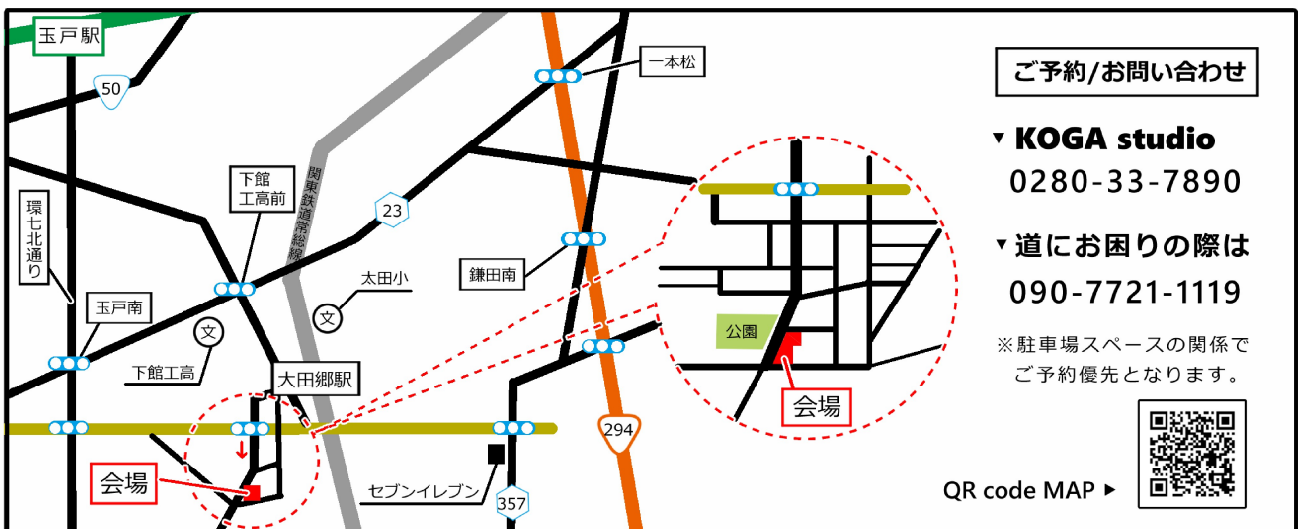 玉戸駅
50
一本松
ご予約/お問い合わせ
▼ KOGA studio
0280-33-7890
▼ 道にお困りの際は
090-7721-1119
※駐車場スペースの関係で
ご予約優先となります。
QR code MAP ▶
関東鉄道常総線
下館
工高前
23
環七北通り
鎌田南
太田小
文
玉戸南
文
下館工高
大田郷駅
公園
会場
294
会場
セブンイレブン
357